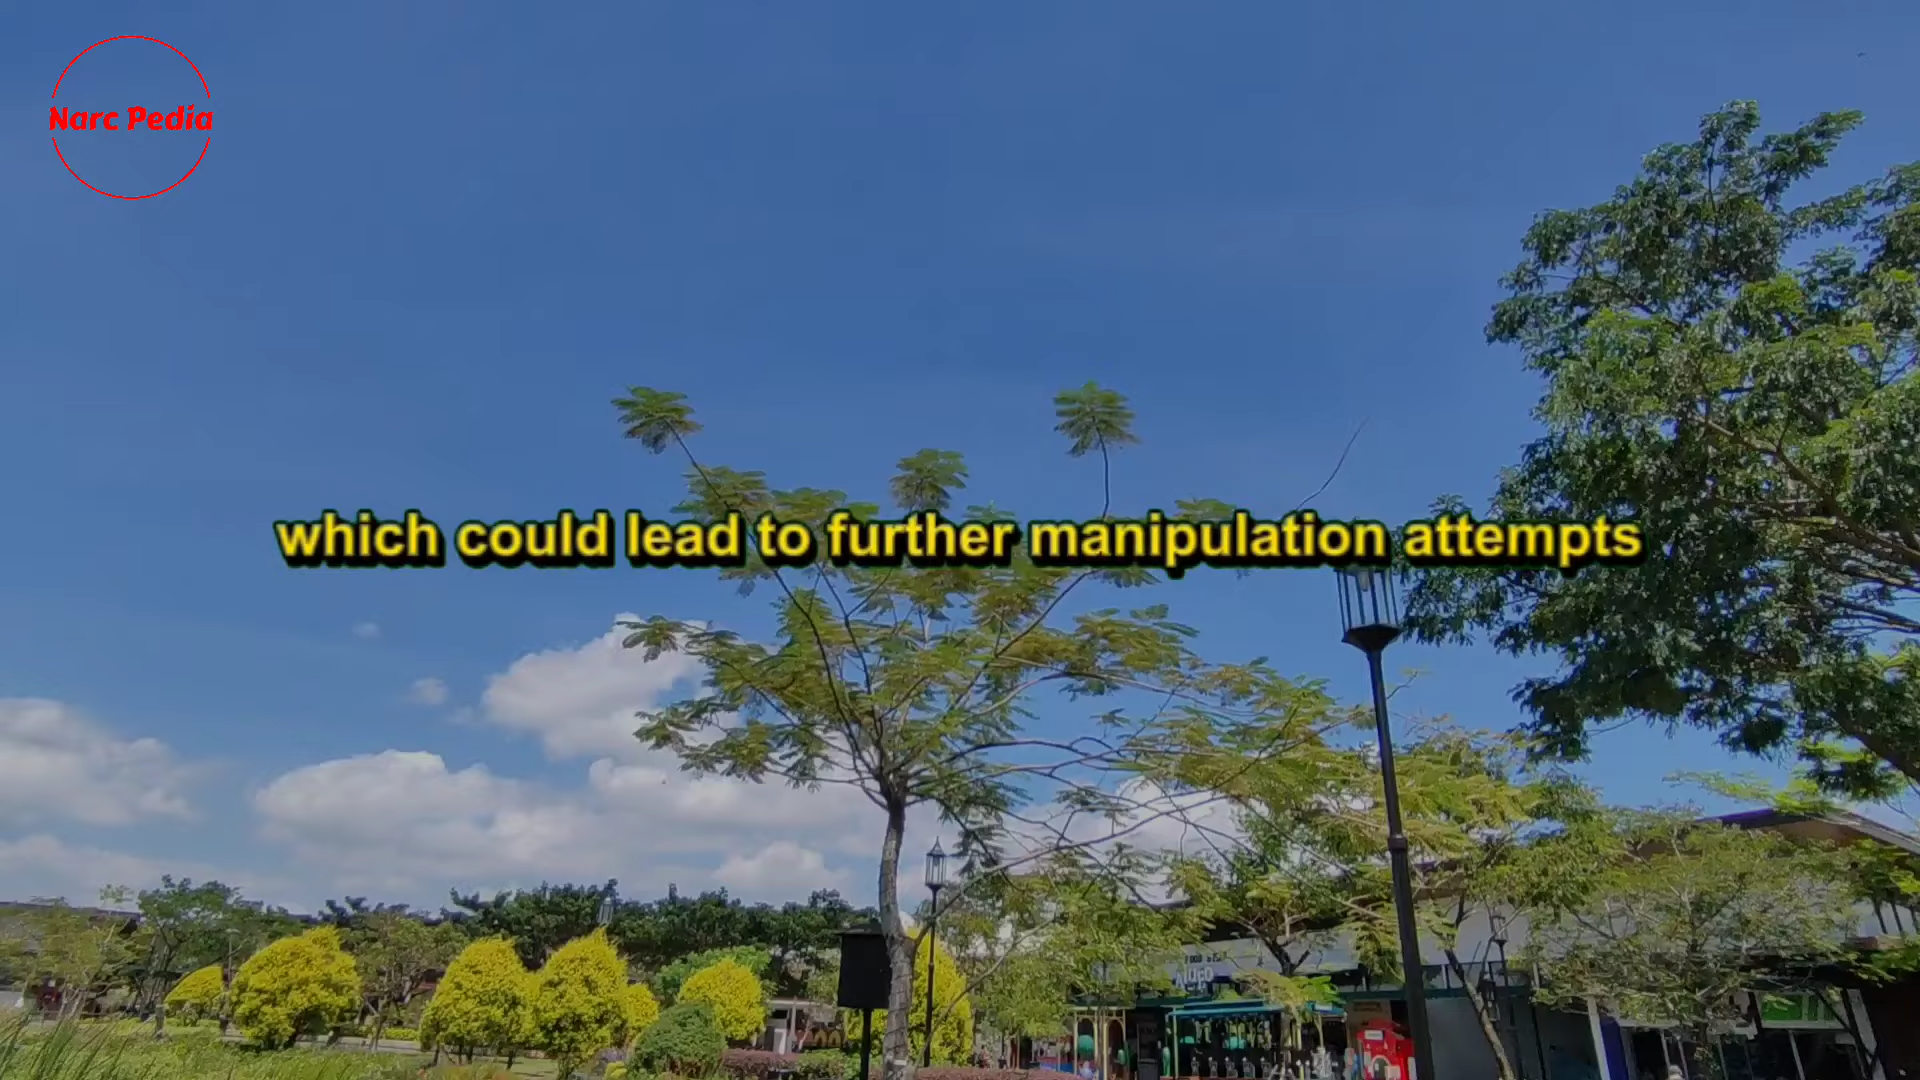 Narc Pedia
which could lead to further manipulation attempts